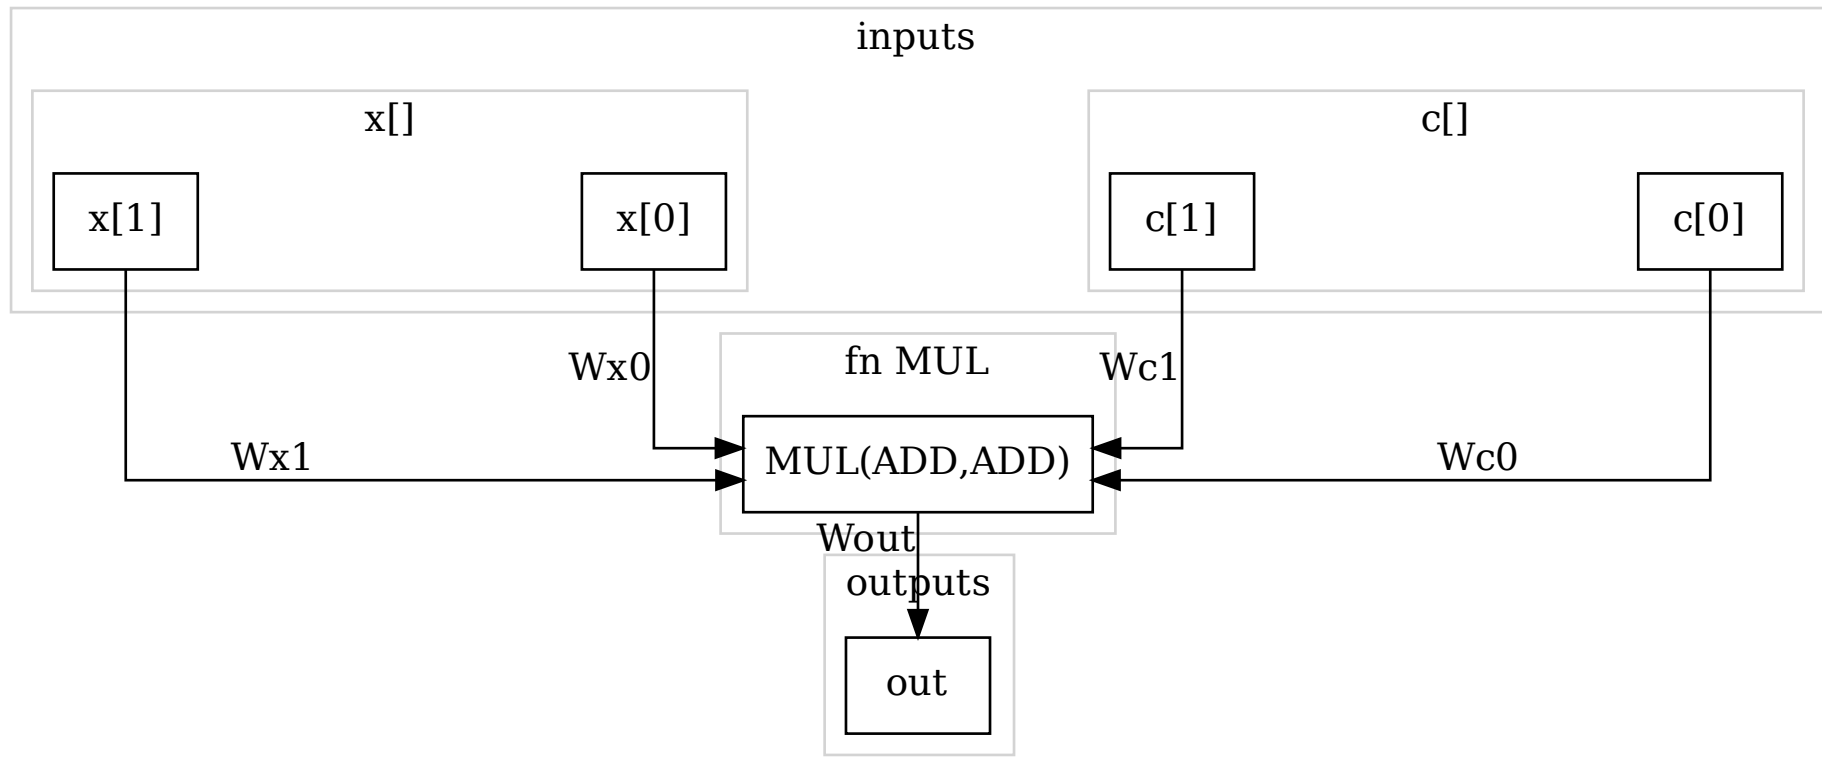 inputs
x[]
c[]
x[1]
x[0]
c[1]
c[0]
Wx0
fn MUL
Wc1
Wx1
MUL(ADD,ADD)
Wc0
Wout
outputs
out